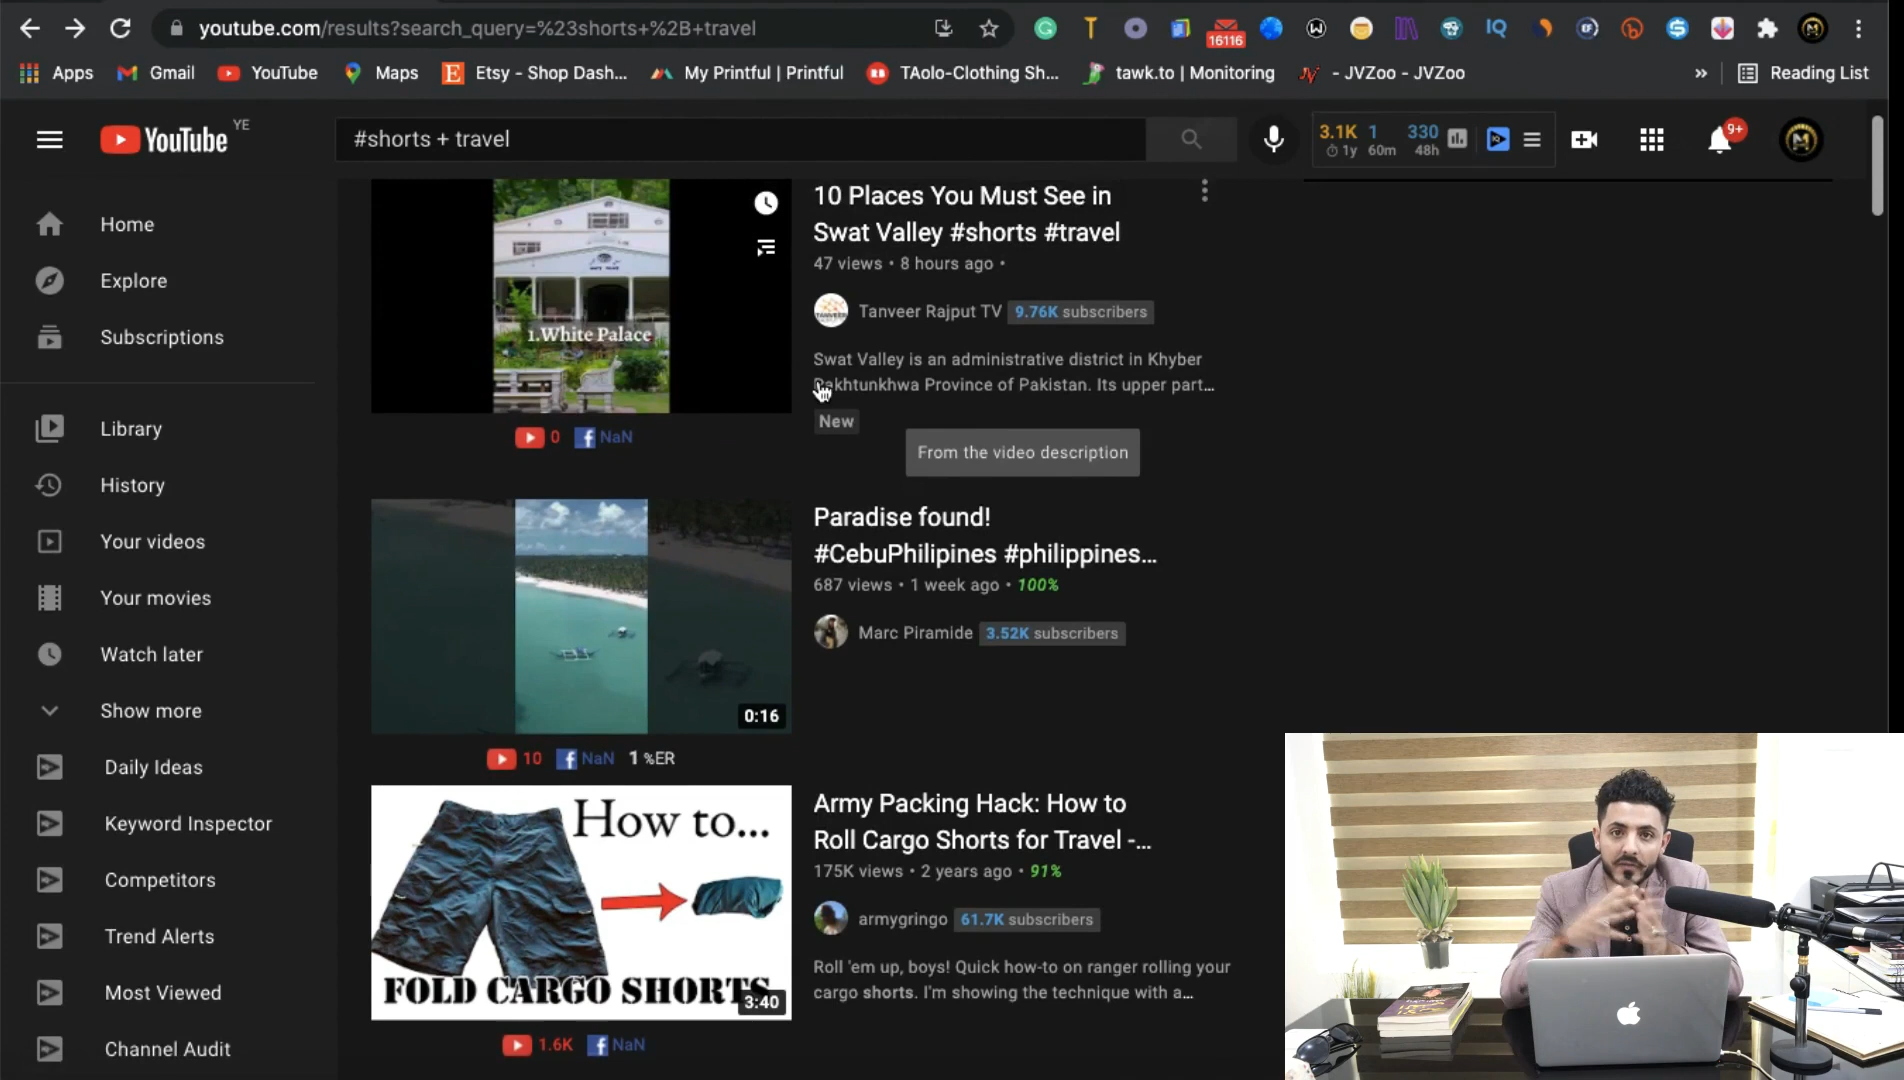 youtube.com/results?search_query=%23shorts+%2B+travel
16116
IQ
Apps
Gmail
YouTube
Maps
Etsy - Shop Dash...
My Printful | Printful
TAolo-Clothing Sh...
tawk.to | Monitoring
- JVZoo - JVZoo
»
Reading List
YouTube YE
#shorts + travel
3.1K 1 330
1y 60m 48h
9+
Home
Explore
Subscriptions
Library
History
Your videos
Your movies
Watch later
Show more
Daily Ideas
Keyword Inspector
Competitors
Trend Alerts
Most Viewed
Channel Audit
1.White Palace
0 NaN
10 Places You Must See in
Swat Valley #shorts #travel
47 views • 8 hours ago •
Tanveer Rajput TV 9.76K subscribers
Swat Valley is an administrative district in Khyber
Pakhtunkhwa Province of Pakistan. Its upper part...
New
From the video description
0:16
10 NaN 1 %ER
Paradise found!
#CebuPhilipines #philippines...
687 views • 1 week ago • 100%
Marc Piramide 3.52K subscribers
How to...
FOLD CARGO SHORTS
3:40
1.6K NaN
Army Packing Hack: How to
Roll Cargo Shorts for Travel -...
175K views • 2 years ago • 91%
armygringo 61.7K subscribers
Roll 'em up, boys! Quick how-to on ranger rolling your
cargo shorts. I'm showing the technique with a...